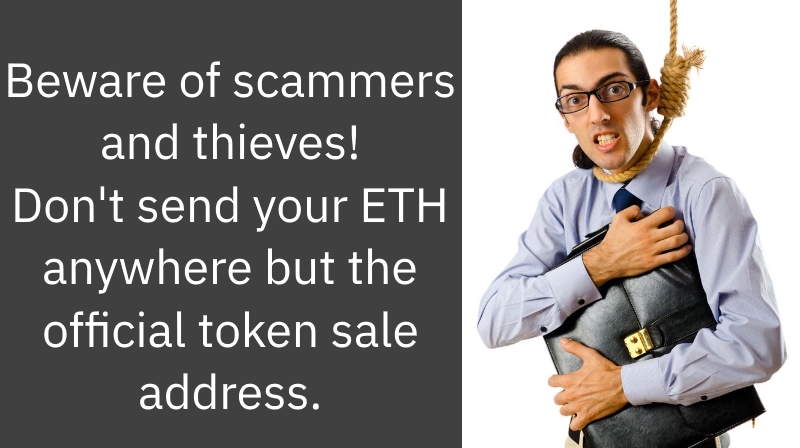 Beware of scammers
and thieves!
Don't send your ETH
anywhere but the
official token sale
address.